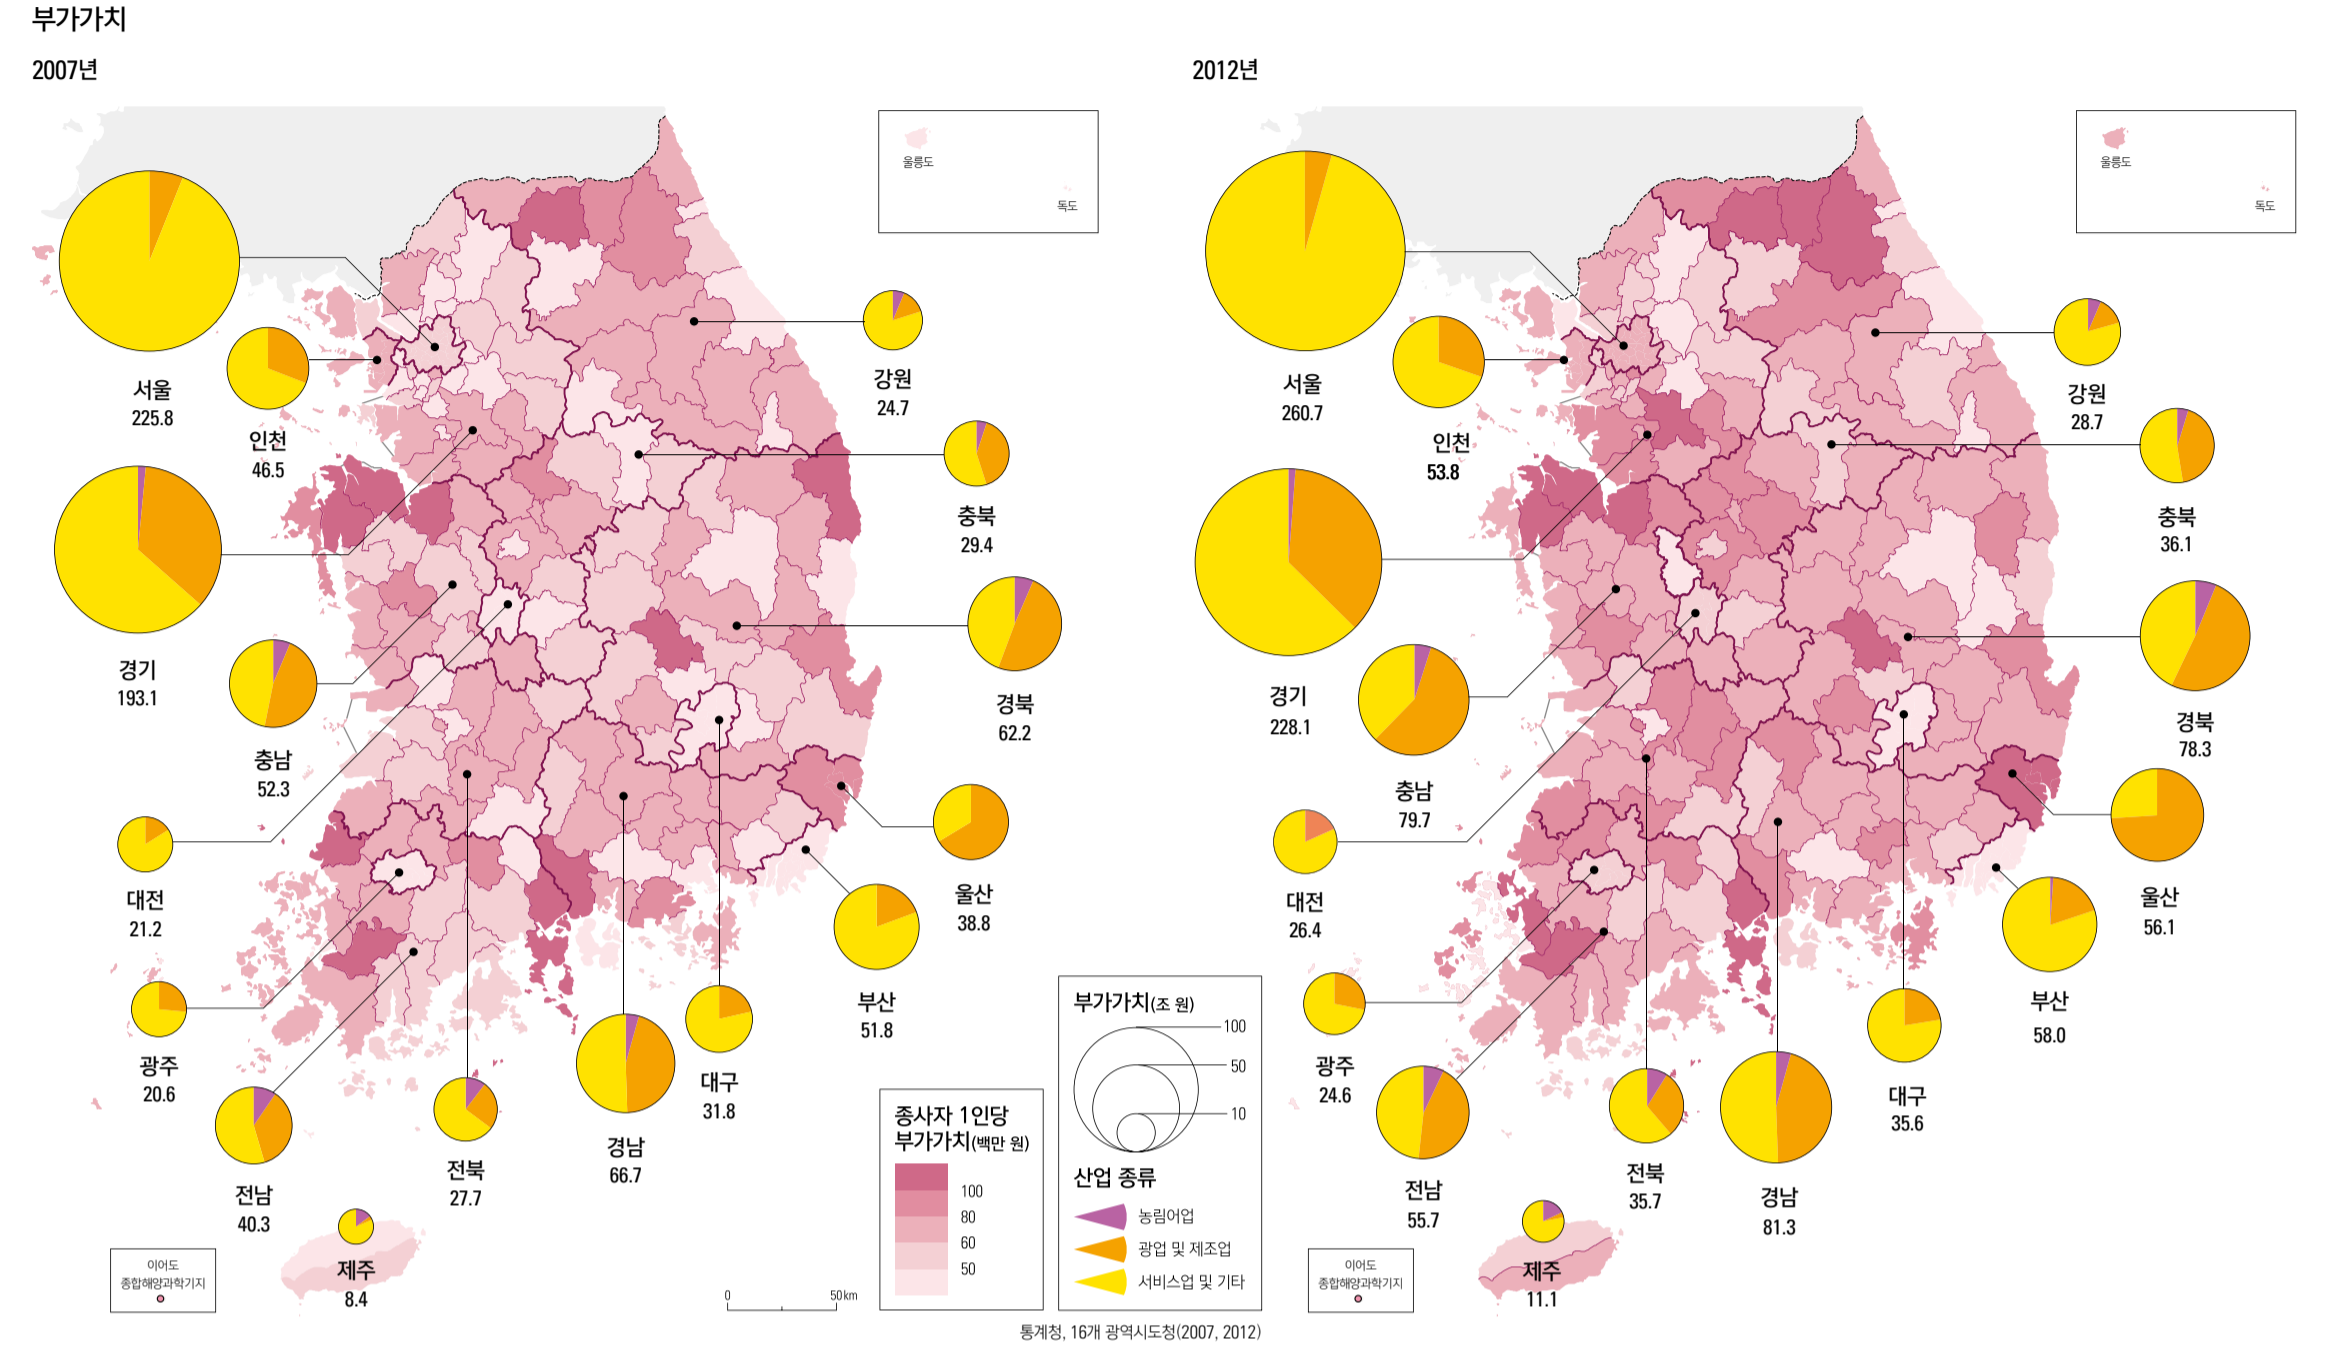 부가가치
2007년
울릉도
독도
서울
225.8
인천
46.5
강원
24.7
충북
29.4
경기
193.1
경북
62.2
충남
52.3
대전
21.2
울산
38.8
부산
51.8
광주
20.6
대구
31.8
전남
40.3
전북
27.7
경남
66.7
제주
8.4
이어도
종합해양과학기지
0 50km
종사자 1인당
부가가치(백만 원)
100
80
60
50
부가가치(조 원)
100
50
10
산업 종류
농림어업
광업 및 제조업
서비스업 및 기타
통계청, 16개 광역시도청(2007, 2012)
2012년
울릉도
독도
서울
260.7
인천
53.8
강원
28.7
충북
36.1
경기
228.1
경북
78.3
충남
79.7
대전
26.4
울산
56.1
부산
58.0
광주
24.6
대구
35.6
전남
55.7
전북
35.7
경남
81.3
제주
11.1
이어도
종합해양과학기지